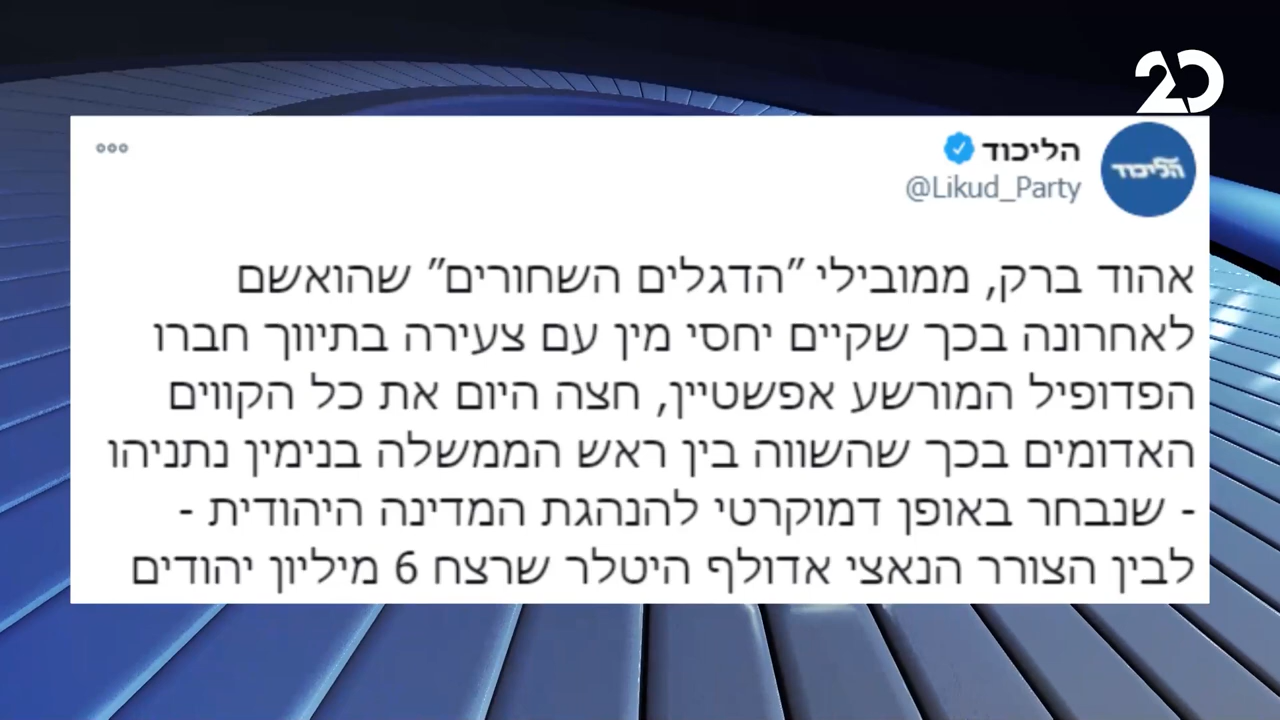 20
הליכוד
@Likud_Party
הליכוד
אהוד ברק, ממובילי ״הדגלים השחורים״ שהואשם
לאחרונה בכך שקיים יחסי מין עם צעירה בתיווך חברו
הפדופיל המורשע אפשטיין, חצה היום את כל הקווים
האדומים בכך שהשווה בין ראש הממשלה בנימין נתניהו
- שנבחר באופן דמוקרטי להנהגת המדינה היהודית -
לבין הצורר הנאצי אדולף היטלר שרצח 6 מיליון יהודים